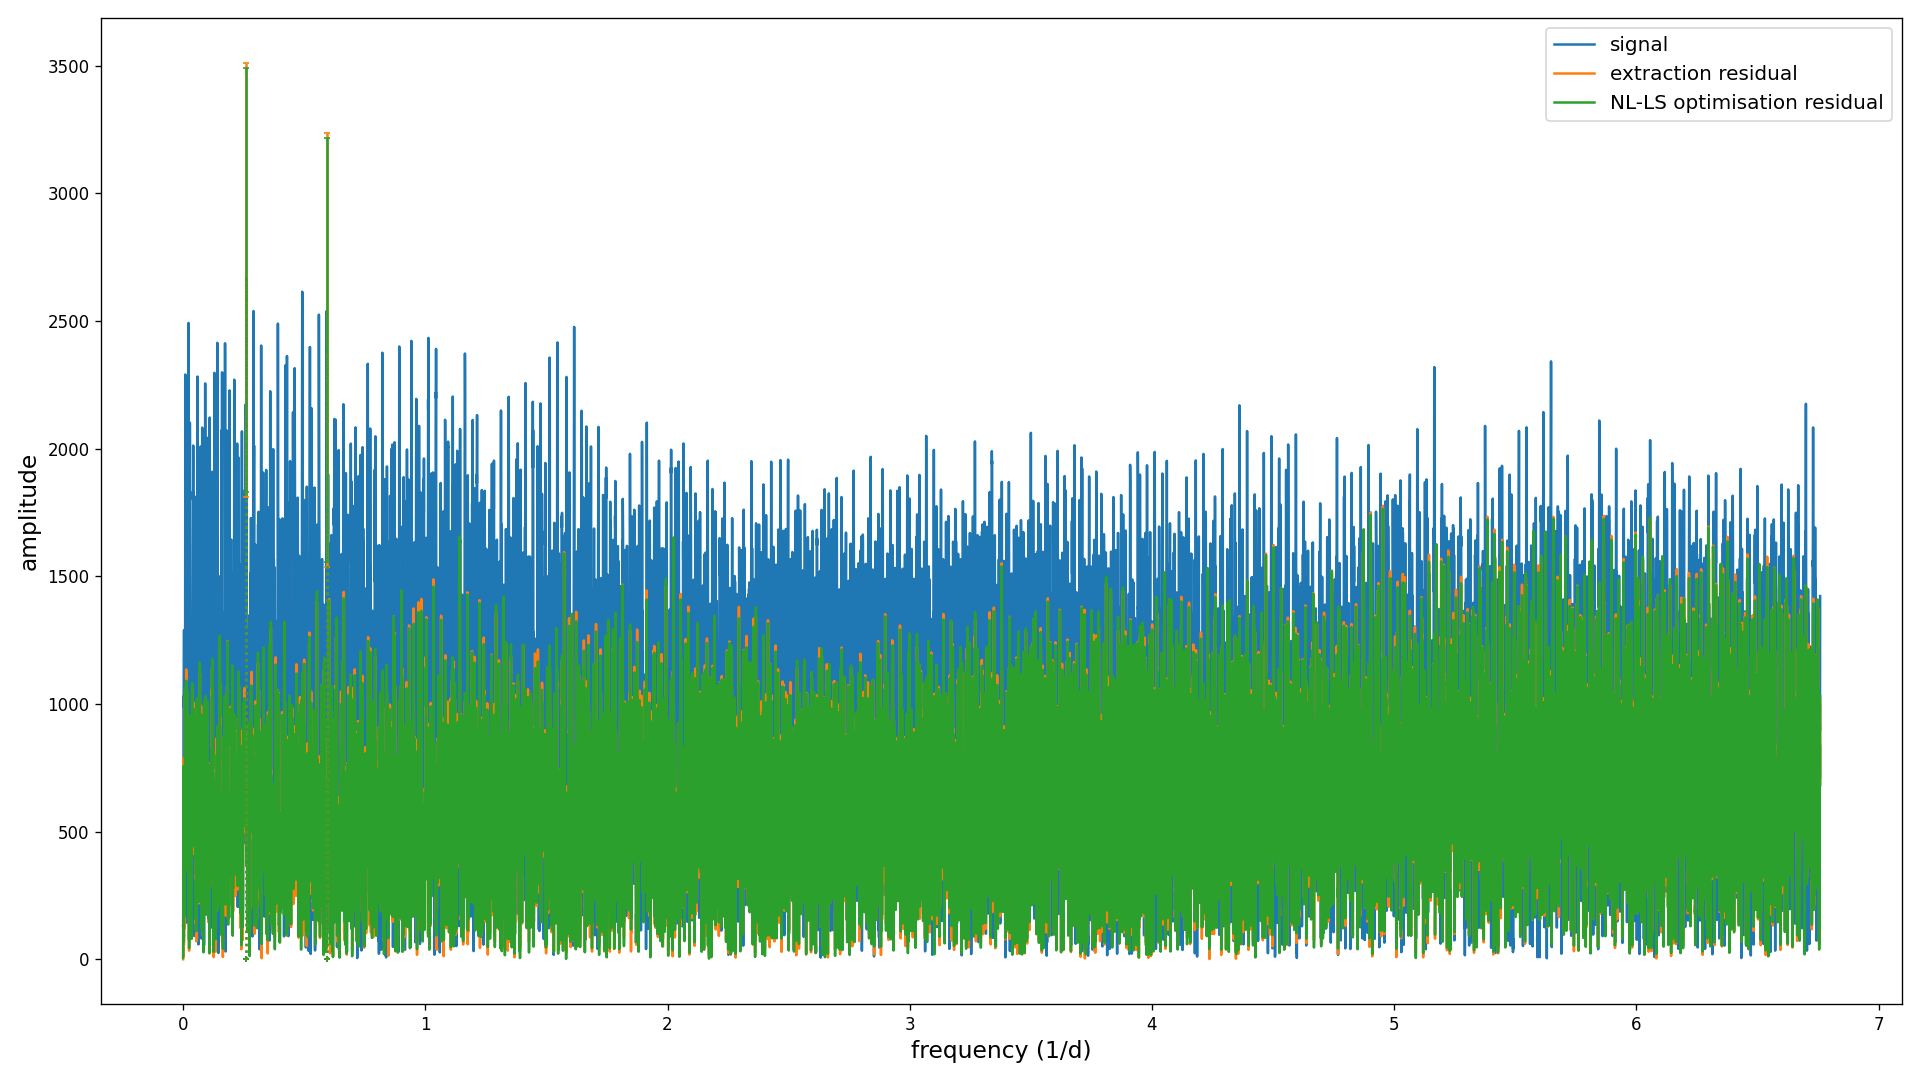 signal
extraction residual
NL-LS optimisation residual
3500
3000
2500
2000
1500
1000
500
0
amplitude
0 1 2 3 4 5 6 7
frequency (1/d)